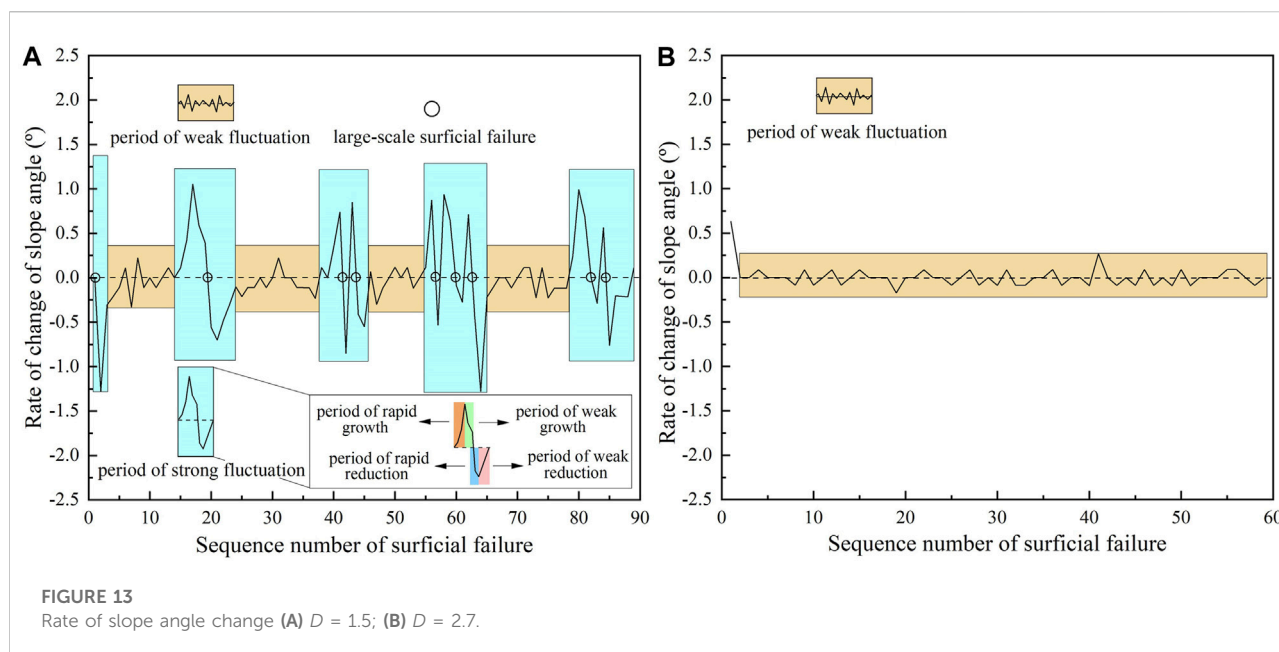 A
2.5
2.0
1.5
1.0
0.5
0.0
-0.5
-1.0
-1.5
-2.0
-2.5
Rate of change of slope angle (°)
period of weak fluctuation
large-scale surficial failure
period of strong fluctuation
period of rapid
growth
period of weak
growth
period of rapid
reduction
period of weak
reduction
0 10 20 30 40 50 60 70 80 90
Sequence number of surficial failure
B
2.5
2.0
1.5
1.0
0.5
0.0
-0.5
-1.0
-1.5
-2.0
-2.5
Rate of change of slope angle (°)
period of weak fluctuation
0 10 20 30 40 50 60
Sequence number of surficial failure
FIGURE 13
Rate of slope angle change (A) D = 1.5; (B) D = 2.7.